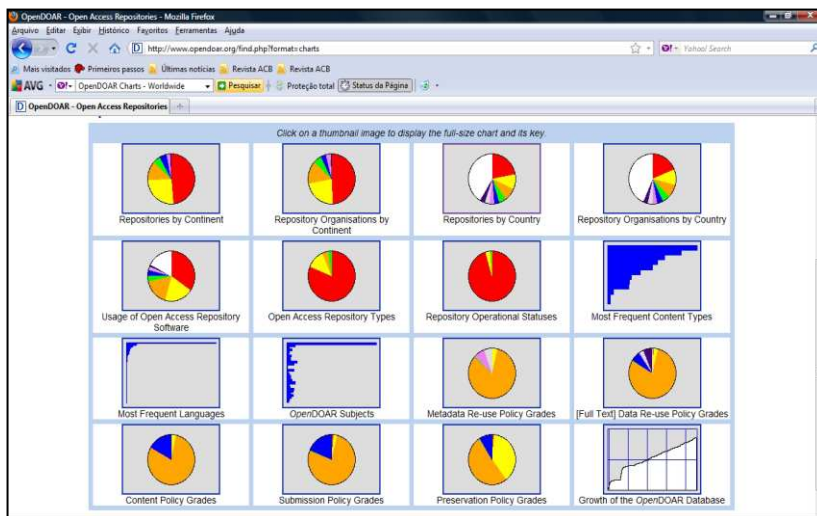 OpenDOAR - Open Access Repositories - Mozilla Firefox
Arquivo Editar Exibir Histórico Favoritos Ferramentas Ajuda
http://www.opendoar.org/find.php?format=charts
Yahoo! Search
Mais visitados Primeiros passos Últimas notícias Revista ACB Revista ACB
AVG OpenDOAR Charts - Worldwide Pesquisar Proteção total Status da Página
OpenDOAR - Open Access Repositories
Click on a thumbnail image to display the full-size chart and its key.
Repositories by Continent
Repository Organisations by
Continent
Repositories by Country
Repository Organisations by Country
Usage of Open Access Repository
Software
Open Access Repository Types
Repository Operational Statuses
Most Frequent Content Types
Most Frequent Languages
OpenDOAR Subjects
Metadata Re-use Policy Grades
[Full Text] Data Re-use Policy Grades
Content Policy Grades
Submission Policy Grades
Preservation Policy Grades
Growth of the OpenDOAR Database